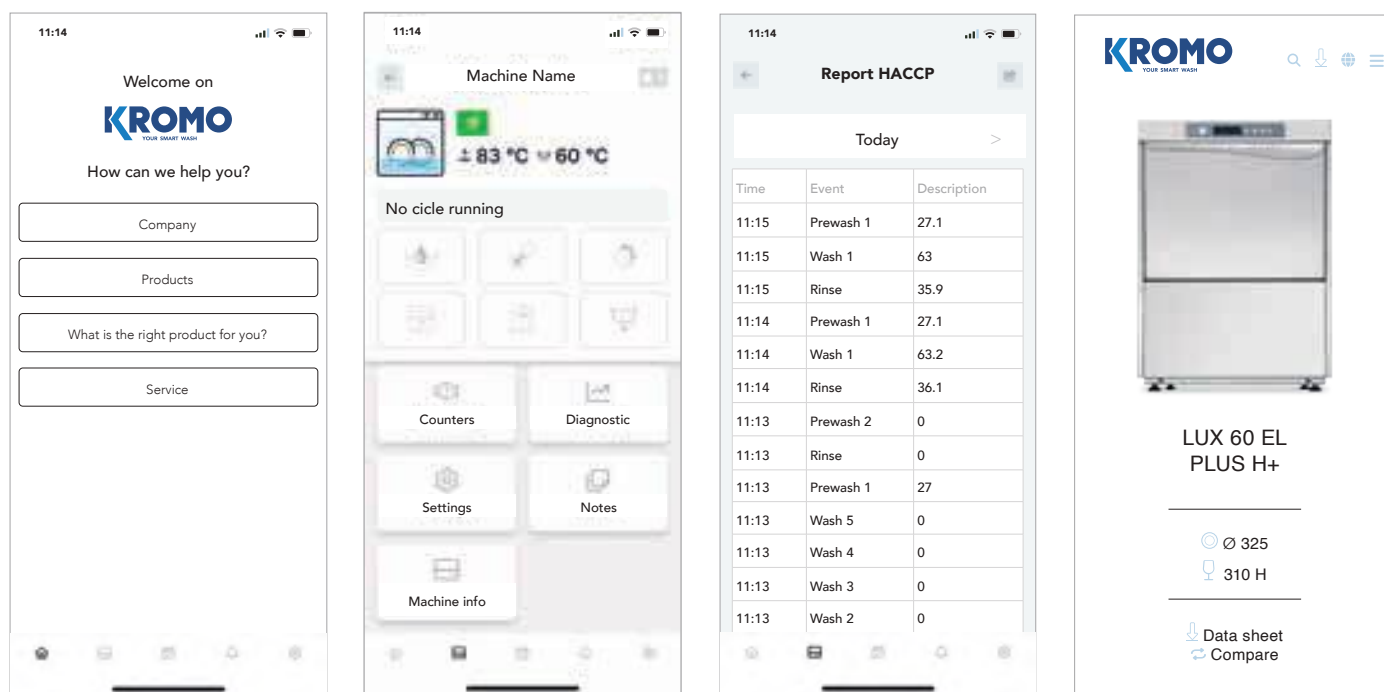 11:14
Welcome on
KROMO
YOUR SMART WASH
How can we help you?
Company
Products
What is the right product for you?
Service
11:14
Machine Name
83 °C 60 °C
No cicle running
Counters
Diagnostic
Settings
Notes
Machine info
11:14
Report HACCP
Today >
Time Event Description
11:15 Prewash 1 27.1
11:15 Wash 1 63
11:15 Rinse 35.9
11:14 Prewash 1 27.1
11:14 Wash 1 63.2
11:14 Rinse 36.1
11:13 Prewash 2 0
11:13 Rinse 0
11:13 Prewash 1 27
11:13 Wash 5 0
11:13 Wash 4 0
11:13 Wash 3 0
11:13 Wash 2 0
KROMO
YOUR SMART WASH
LUX 60 EL
PLUS H+
Ø 325
310 H
Data sheet
Compare